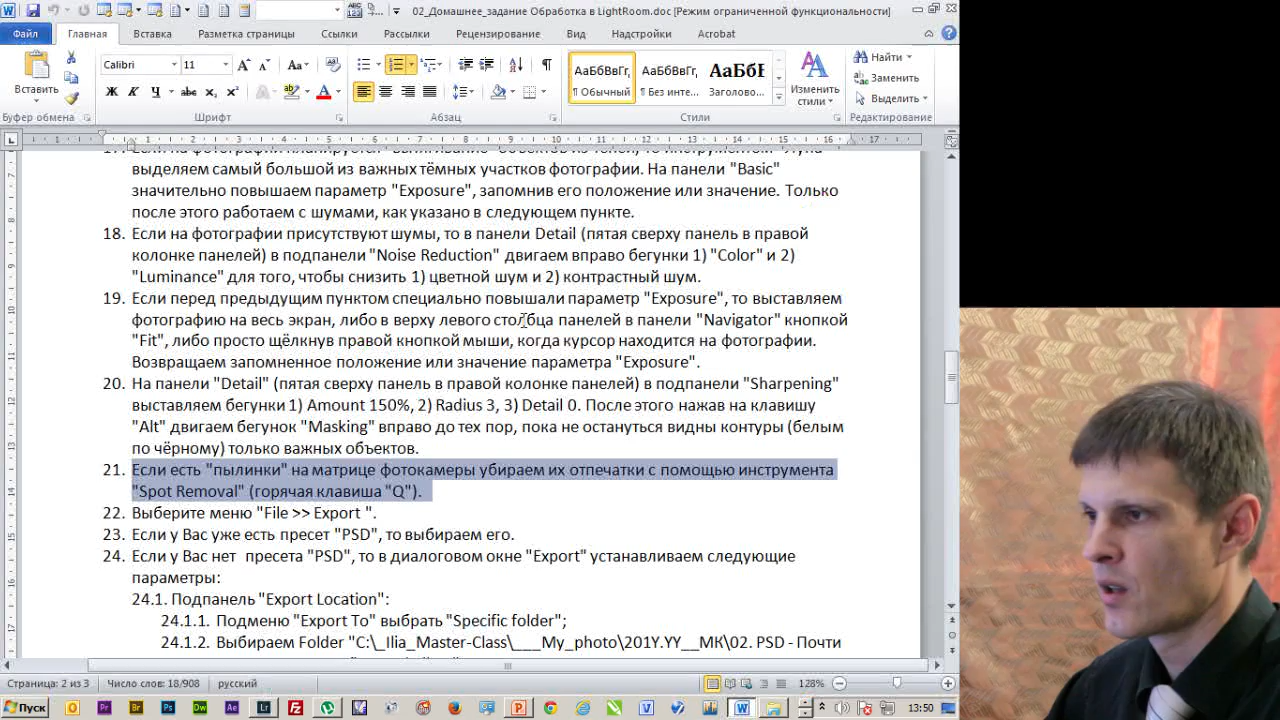 02_Домашнее_задание Обработка в LightRoom.doc [Режим ограниченной функциональности]
Файл Главная Вставка Разметка страницы Ссылки Рассылки Рецензирование Вид Надстройки Acrobat
Вставить
Calibri 11
АаБбВвГг, АаБбВвГг, АаБбЕ
¶ Обычный ¶ Без инте... Заголово...
Изменить стили
Найти
Заменить
Выделить
Буфер обмена Шрифт Абзац Стили Редактирование
выделяем самый большой из важных тёмных участков фотографии. На панели "Basic"
значительно повышаем параметр "Exposure", запомнив его положение или значение. Только
после этого работаем с шумами, как указано в следующем пункте.
18. Если на фотографии присутствуют шумы, то в панели Detail (пятая сверху панель в правой
колонке панелей) в подпанели "Noise Reduction" двигаем вправо бегунки 1) "Color" и 2)
"Luminance" для того, чтобы снизить 1) цветной шум и 2) контрастный шум.
19. Если перед предыдущим пунктом специально повышали параметр "Exposure", то выставляем
фотографию на весь экран, либо в верху левого столбца панелей в панели "Navigator" кнопкой
"Fit", либо просто щёлкнув правой кнопкой мыши, когда курсор находится на фотографии.
Возвращаем запомненное положение или значение параметра "Exposure".
20. На панели "Detail" (пятая сверху панель в правой колонке панелей) в подпанели "Sharpening"
выставляем бегунки 1) Amount 150%, 2) Radius 3, 3) Detail 0. После этого нажав на клавишу
"Alt" двигаем бегунок "Masking" вправо до тех пор, пока не останутся видны контуры (белым
по чёрному) только важных объектов.
21. Если есть "пылинки" на матрице фотокамеры убираем их отпечатки с помощью инструмента
"Spot Removal" (горячая клавиша "Q").
22. Выберите меню "File >> Export ".
23. Если у Вас уже есть пресет "PSD", то выбираем его.
24. Если у Вас нет  пресета "PSD", то в диалоговом окне "Export" устанавливаем следующие
параметры:
24.1. Подпанель "Export Location":
24.1.1. Подменю "Export To" выбрать "Specific folder";
24.1.2. Выбираем Folder "C:\_Ilia_Master-Class\___My_photo\201Y.YY__МК\02. PSD - Почти
Страница: 2 из 3 Число слов: 18/908 русский 128%
Пуск 13:50